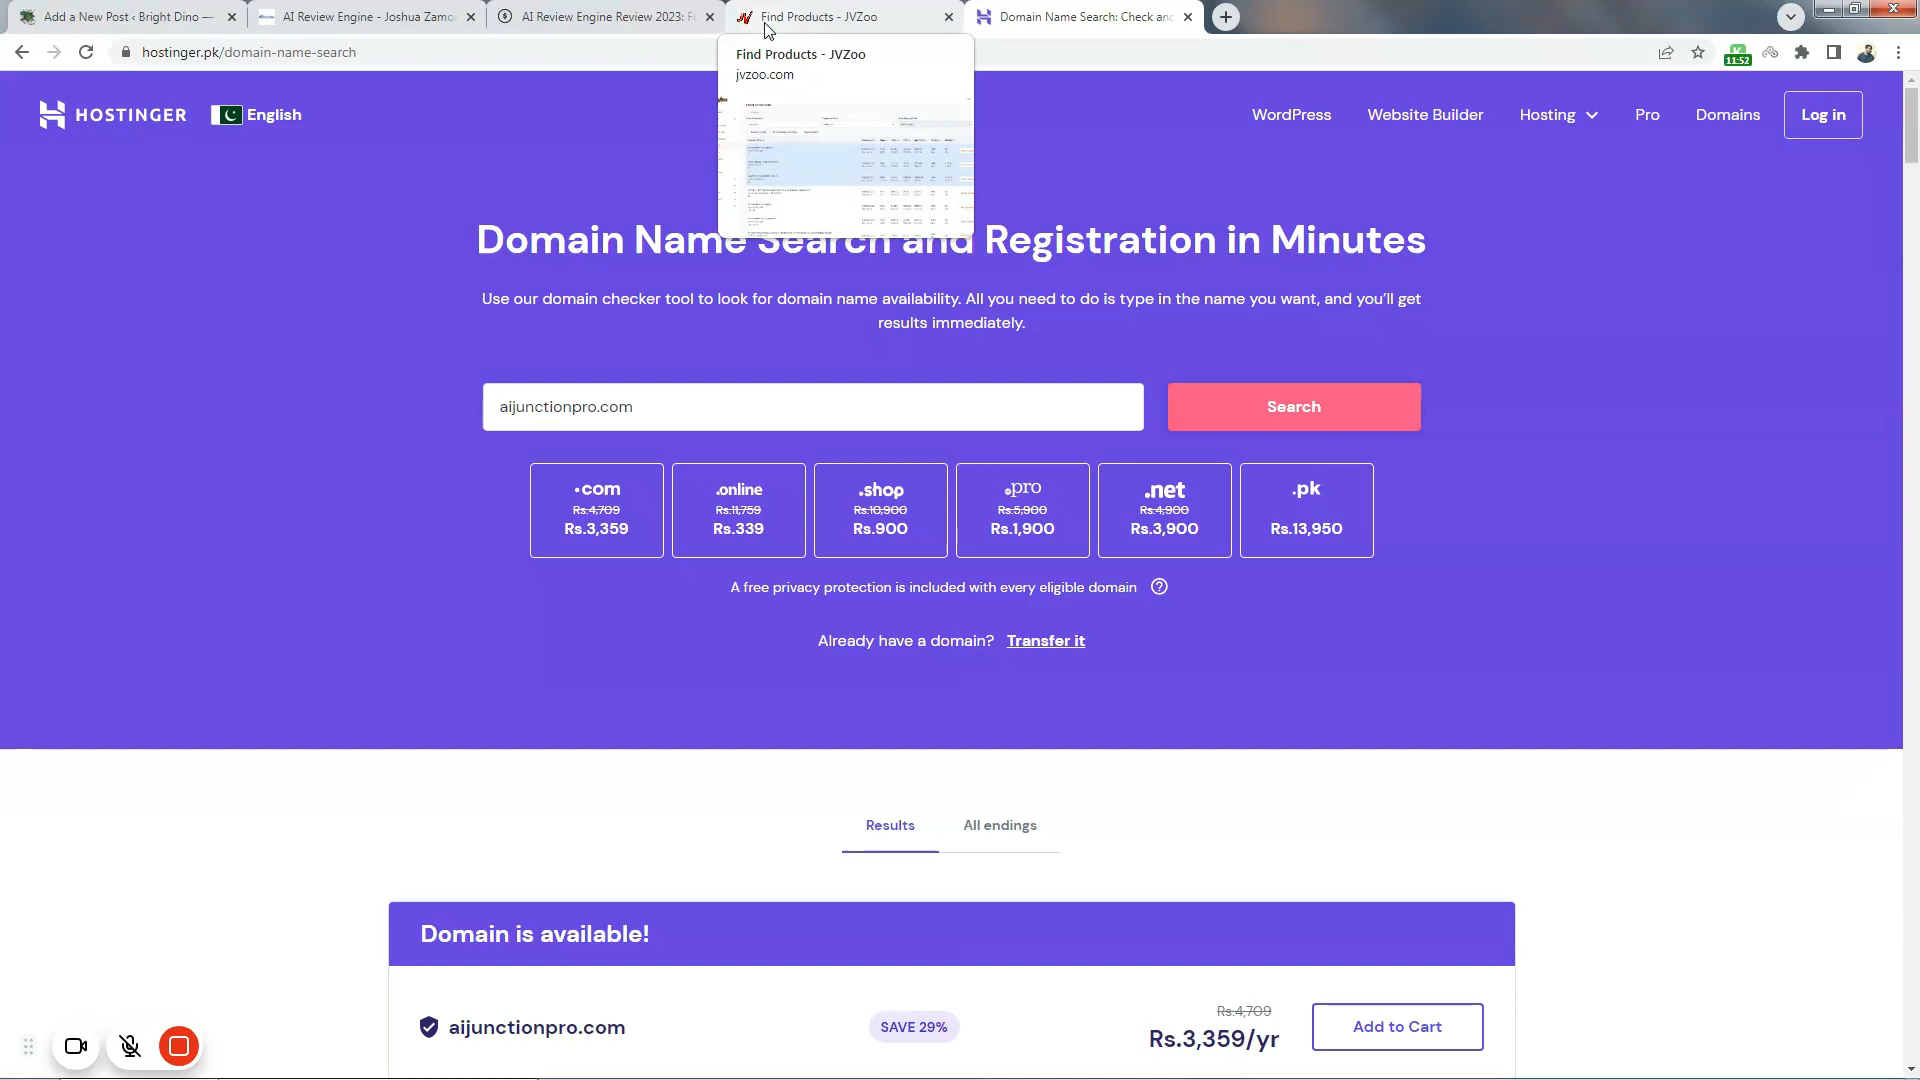 Add a New Post ‹ Bright Dino —
AI Review Engine - Joshua Zamo
AI Review Engine Review 2023: Fu
Find Products - JVZoo
Domain Name Search: Check and
hostinger.pk/domain-name-search
11:52
Find Products - JVZoo
jvzoo.com
HOSTINGER
English
WordPress
Website Builder
Hosting
Pro
Domains
Log in
Domain Name Search and Registration in Minutes
Use our domain checker tool to look for domain name availability. All you need to do is type in the name you want, and you’ll get
results immediately.
aijunctionpro.com
Search
.com
Rs.4,709
Rs.3,359
.online
Rs.11,759
Rs.339
.shop
Rs.10,900
Rs.900
.pro
Rs.5,900
Rs.1,900
.net
Rs.4,900
Rs.3,900
.pk
Rs.13,950
A free privacy protection is included with every eligible domain
Already have a domain? Transfer it
Results
All endings
Domain is available!
aijunctionpro.com
SAVE 29%
Rs.4,709
Rs.3,359/yr
Add to Cart